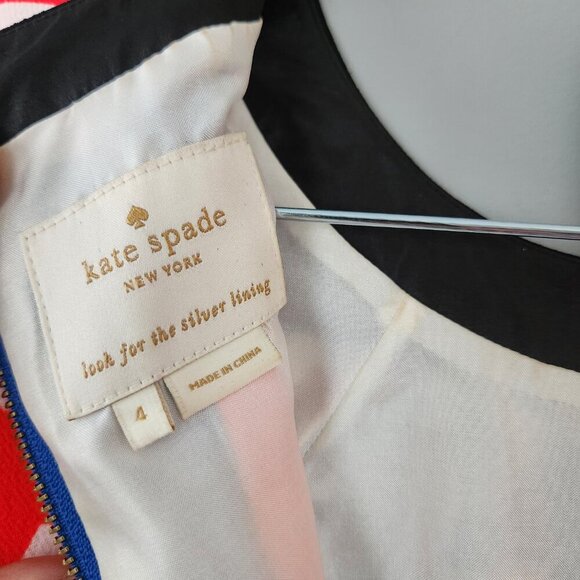 kate spade
NEW YORK
look for the silver lining
4
MADE IN CHINA